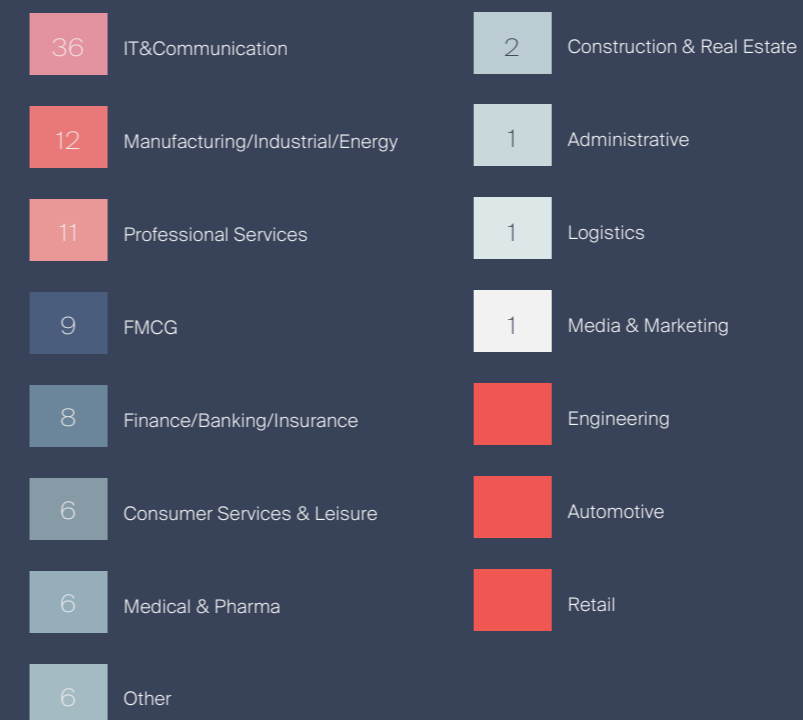 36 IT&Communication
12 Manufacturing/Industrial/Energy
11 Professional Services
9 FMCG
8 Finance/Banking/Insurance
6 Consumer Services & Leisure
6 Medical & Pharma
6 Other
2 Construction & Real Estate
1 Administrative
1 Logistics
1 Media & Marketing
Engineering
Automotive
Retail